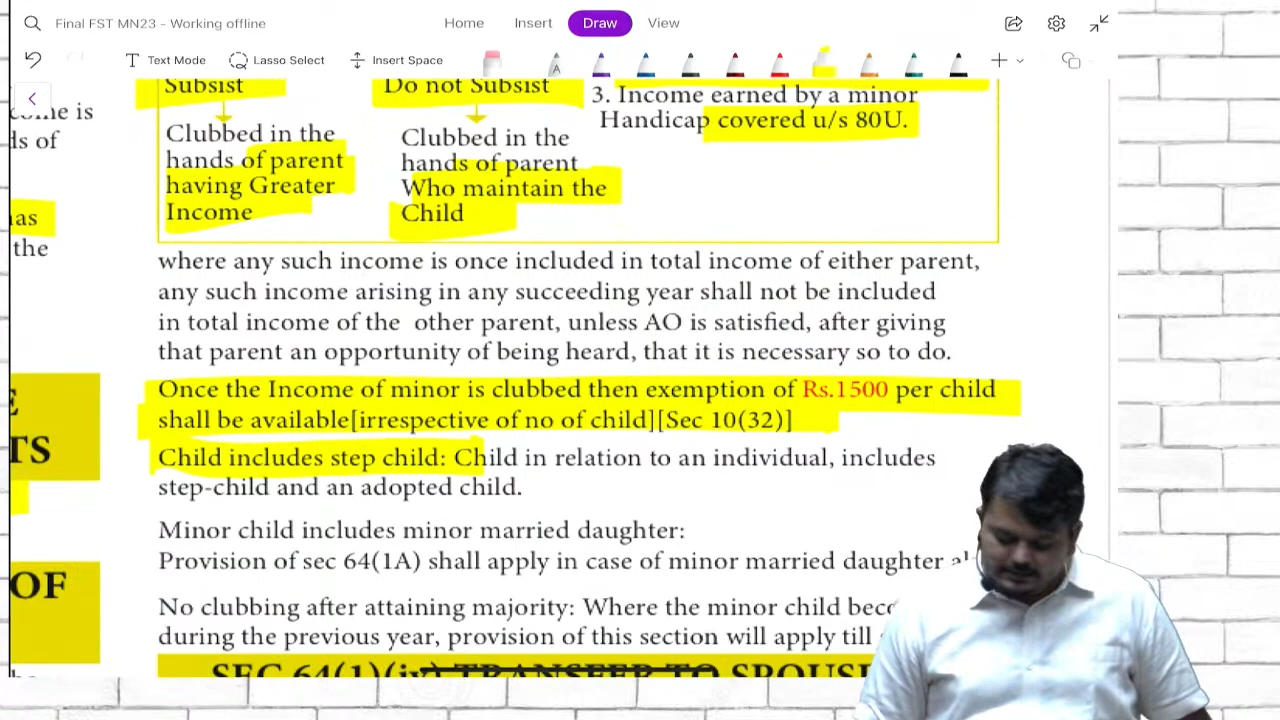 Final FST MN23 - Working offline
Home
Insert
Draw
View
Text Mode
Lasso Select
Insert Space
is
ds of
as
the
TS
OF
Subsist
Do not Subsist
3. Income earned by a minor
Handicap covered u/s 80U.
Clubbed in the
hands of parent
having Greater
Income
Clubbed in the
hands of parent
Who maintain the
Child
where any such income is once included in total income of either parent,
any such income arising in any succeeding year shall not be included
in total income of the other parent, unless AO is satisfied, after giving
that parent an opportunity of being heard, that it is necessary so to do.
Once the Income of minor is clubbed then exemption of Rs.1500 per child
shall be available[irrespective of no of child][Sec 10(32)]
Child includes step child: Child in relation to an individual, includes
step-child and an adopted child.
Minor child includes minor married daughter:
Provision of sec 64(1A) shall apply in case of minor married daughter
No clubbing after attaining majority: Where the minor child
during the previous year, provision of this section will apply till
SEC 64(1)(iv) TRANSFER TO SPOUSE